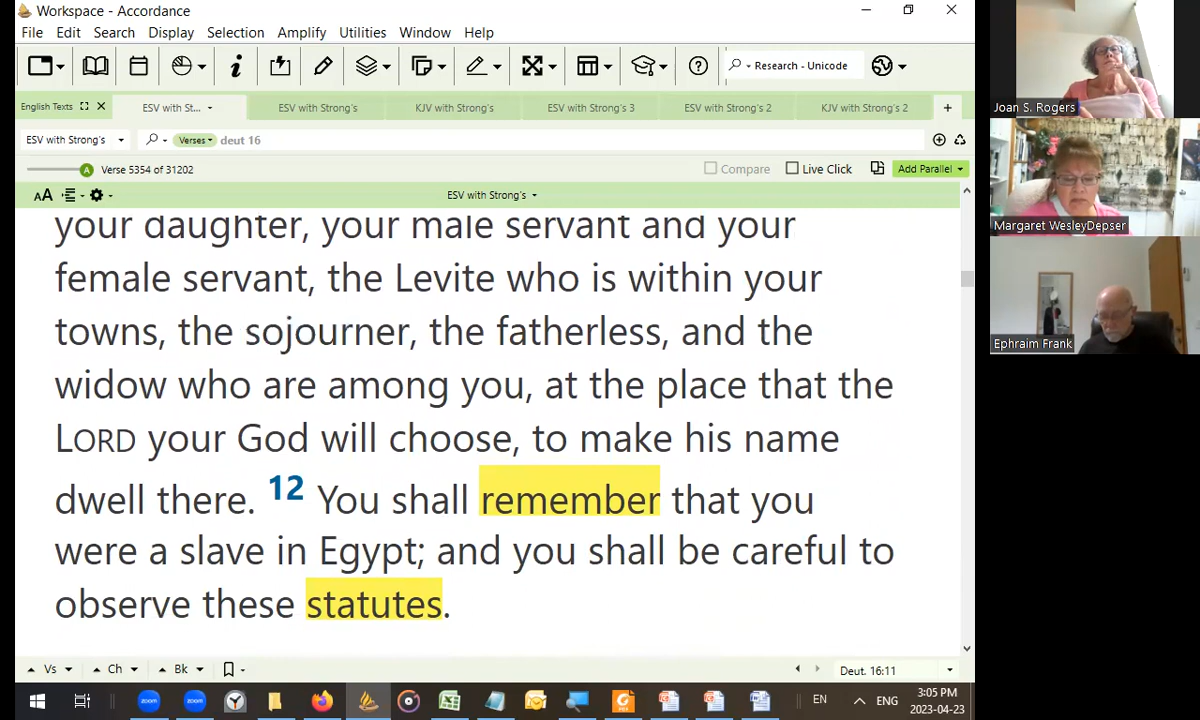 Workspace - Accordance
File Edit Search Display Selection Amplify Utilities Window Help
Research - Unicode
English Texts ESV with St... ESV with Strong's KJV with Strong's ESV with Strong's 3 ESV with Strong's 2 KJV with Strong's 2
ESV with Strong's Verses deut 16
A Verse 5354 of 31202 Compare Live Click Add Parallel
AA ESV with Strong's
your daughter, your male servant and your
female servant, the Levite who is within your
towns, the sojourner, the fatherless, and the
widow who are among you, at the place that the
LORD your God will choose, to make his name
dwell there. 12 You shall remember that you
were a slave in Egypt; and you shall be careful to
observe these statutes.
Vs Ch Bk Deut. 16:11
zoom zoom EN ENG 3:05 PM
2023-04-23
Joan S. Rogers
Margaret WesleyDepser
Ephraim Frank